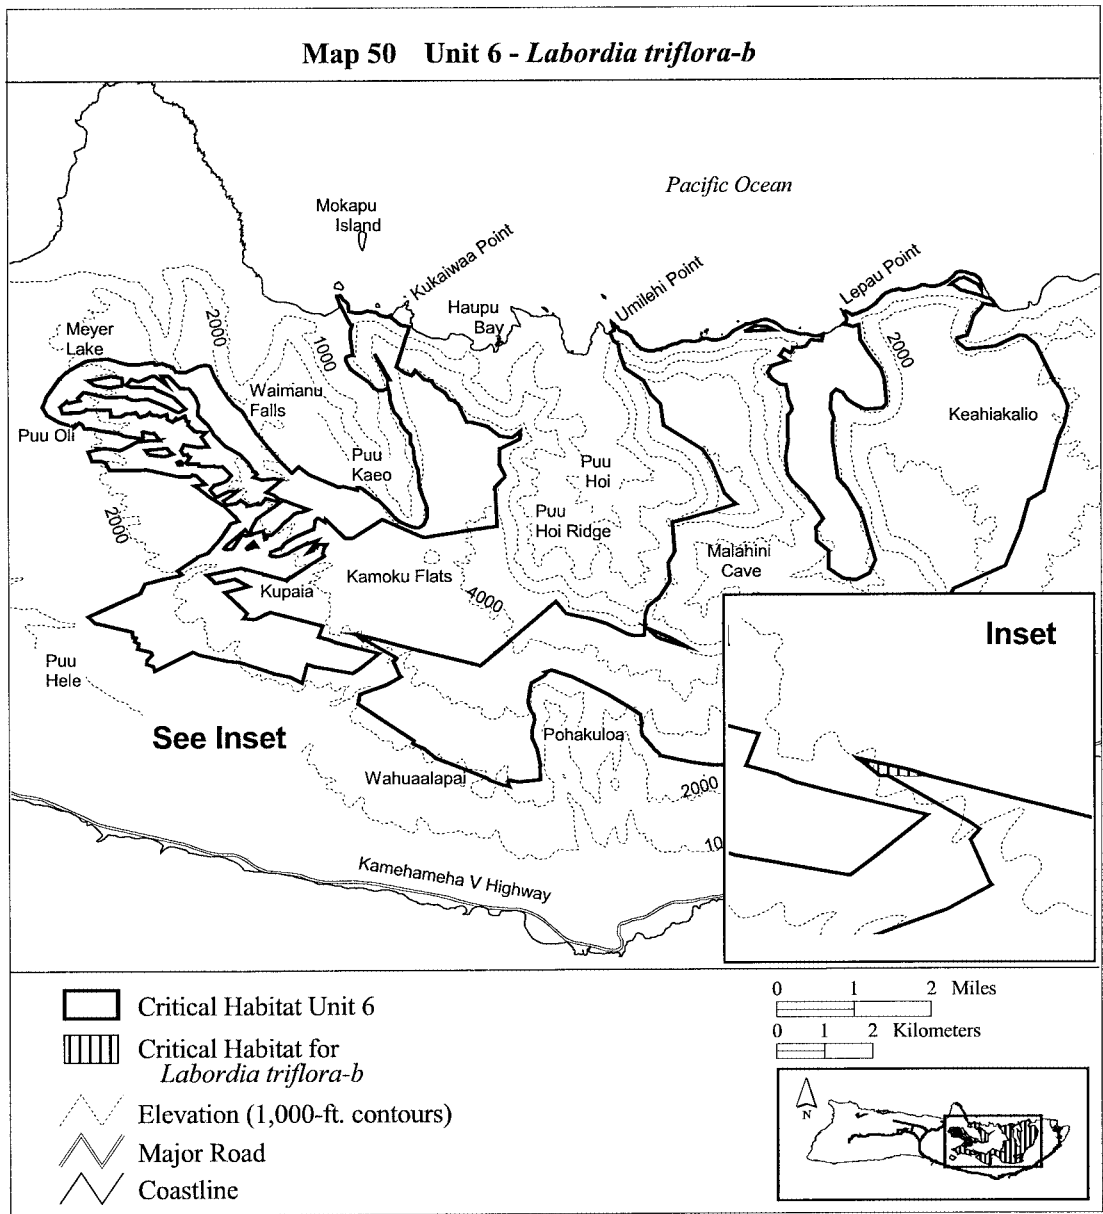 Map 50 Unit 6 - Labordia triflora-b
Pacific Ocean
Mokapu
Island
Kukaiwaa Point
Haupu
Bay
Umilehi Point
Lepau Point
Meyer
Lake
2000
1000
2000
Waimanu
Falls
Keahiakalio
Puu Oli
Puu
Kaeo
Puu
Hoi
Puu
Hoi Ridge
2000
Malahini
Cave
Kamoku Flats
Kupaia
4000
Inset
Puu
Hele
See Inset
Pohakuloa
Wahuaalapai
2000
10
Kamehameha V Highway
Critical Habitat Unit 6
Critical Habitat for
Labordia triflora-b
Elevation (1,000-ft. contours)
Major Road
Coastline
0 1 2 Miles
0 1 2 Kilometers
N